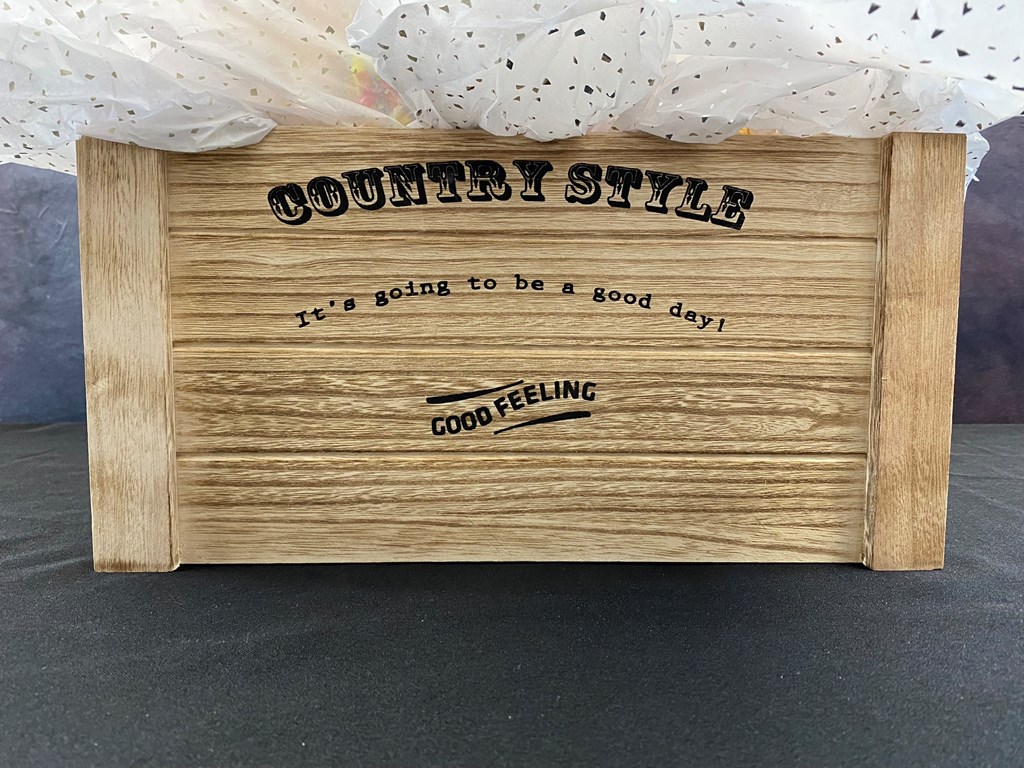 COUNTRY STYLE
It's going to be a good day!
GOOD FEELING